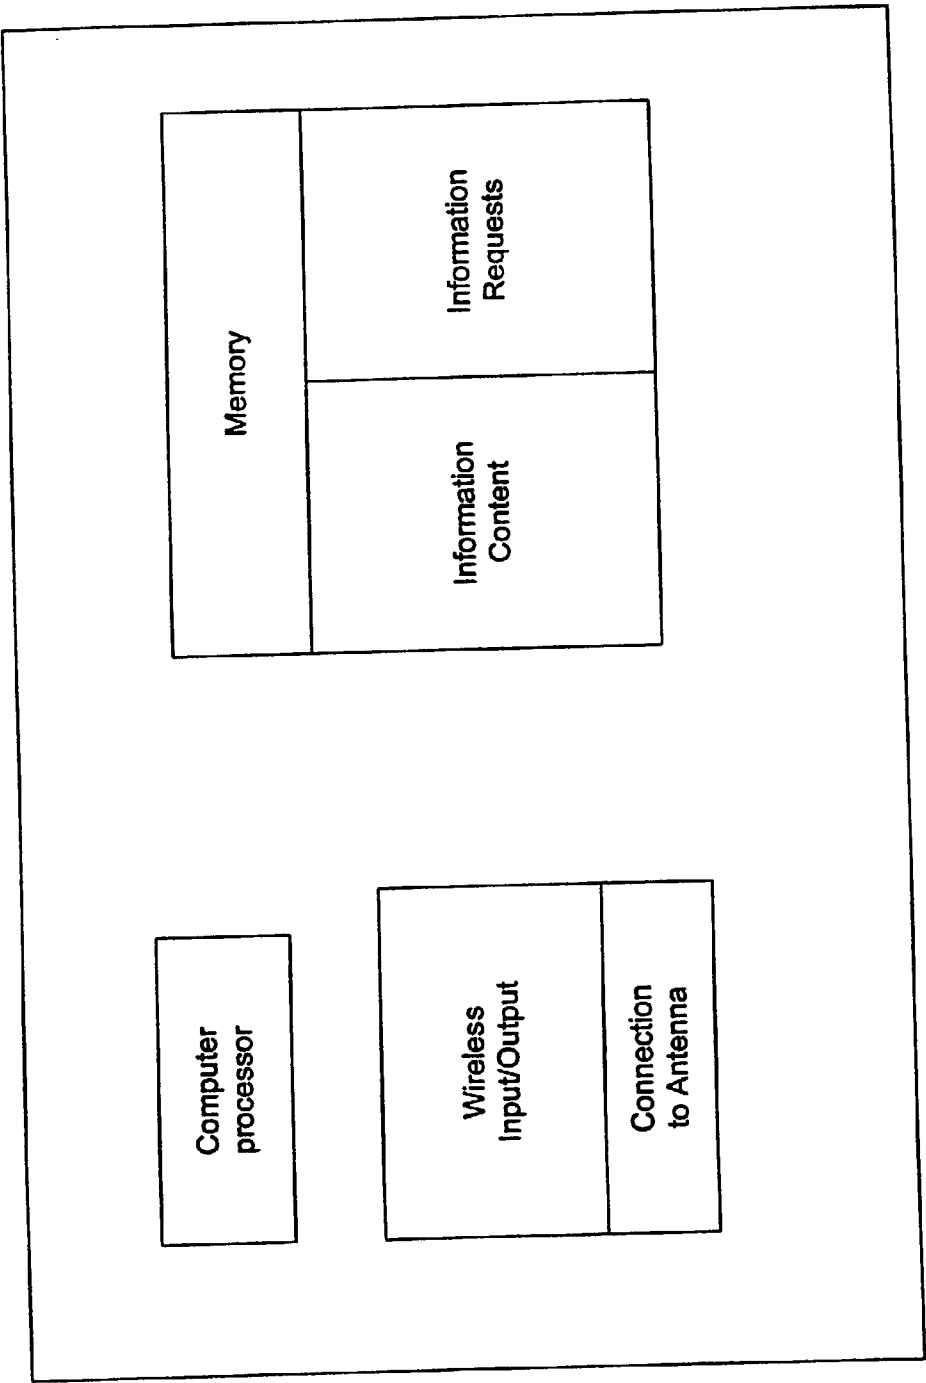 Computer
processor
Memory
Wireless
Input/Output
Connection
to Antenna
Information
Content
Information
Requests